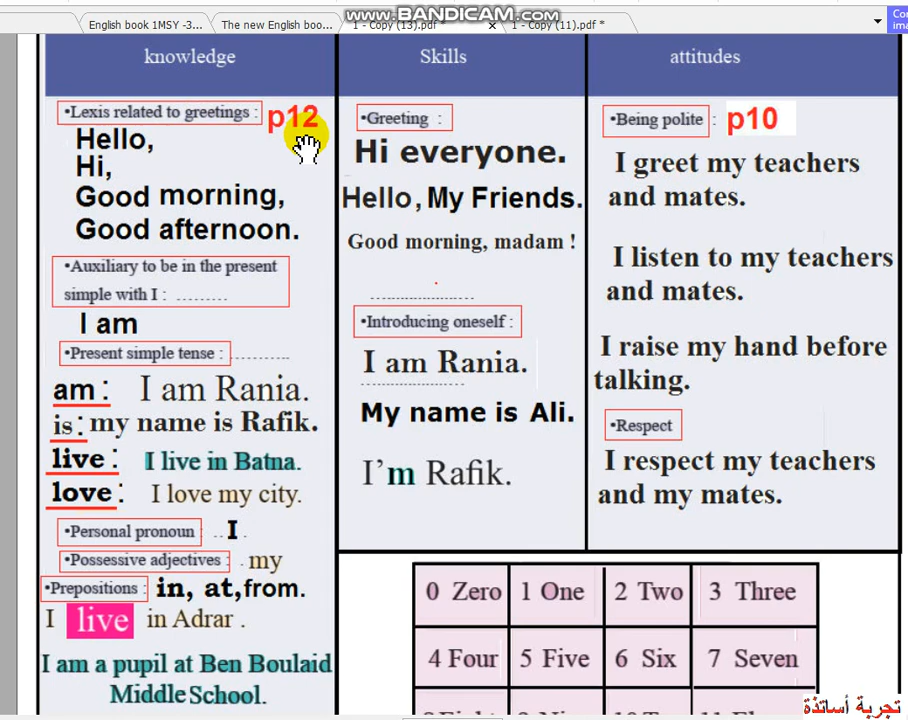 www.BANDICAM.com
English book 1MSY -3...
The new English boo...
1 - Copy (13).pdf *
1 - Copy (11).pdf *
knowledge
•Lexis related to greetings : p12
Hello,
Hi,
Good morning,
Good afternoon.
•Auxiliary to be in the present
simple with I : .........
I am
•Present simple tense : ..........
am : I am Rania.
is : my name is Rafik.
live : I live in Batna.
love : I love my city.
•Personal pronoun .. I .
•Possessive adjectives : . my
•Prepositions : in, at, from.
I live in Adrar .
I am a pupil at Ben Boulaid
Middle School.
Skills
•Greeting :
Hi everyone.
Hello, My Friends.
Good morning, madam !
•Introducing oneself :
I am Rania.
My name is Ali.
I'm Rafik.
attitudes
•Being polite : p10
I greet my teachers
and mates.
I listen to my teachers
and mates.
I raise my hand before
talking.
•Respect
I respect my teachers
and my mates.
0 Zero 1 One 2 Two 3 Three
4 Four 5 Five 6 Six 7 Seven
تجربة أساتذة